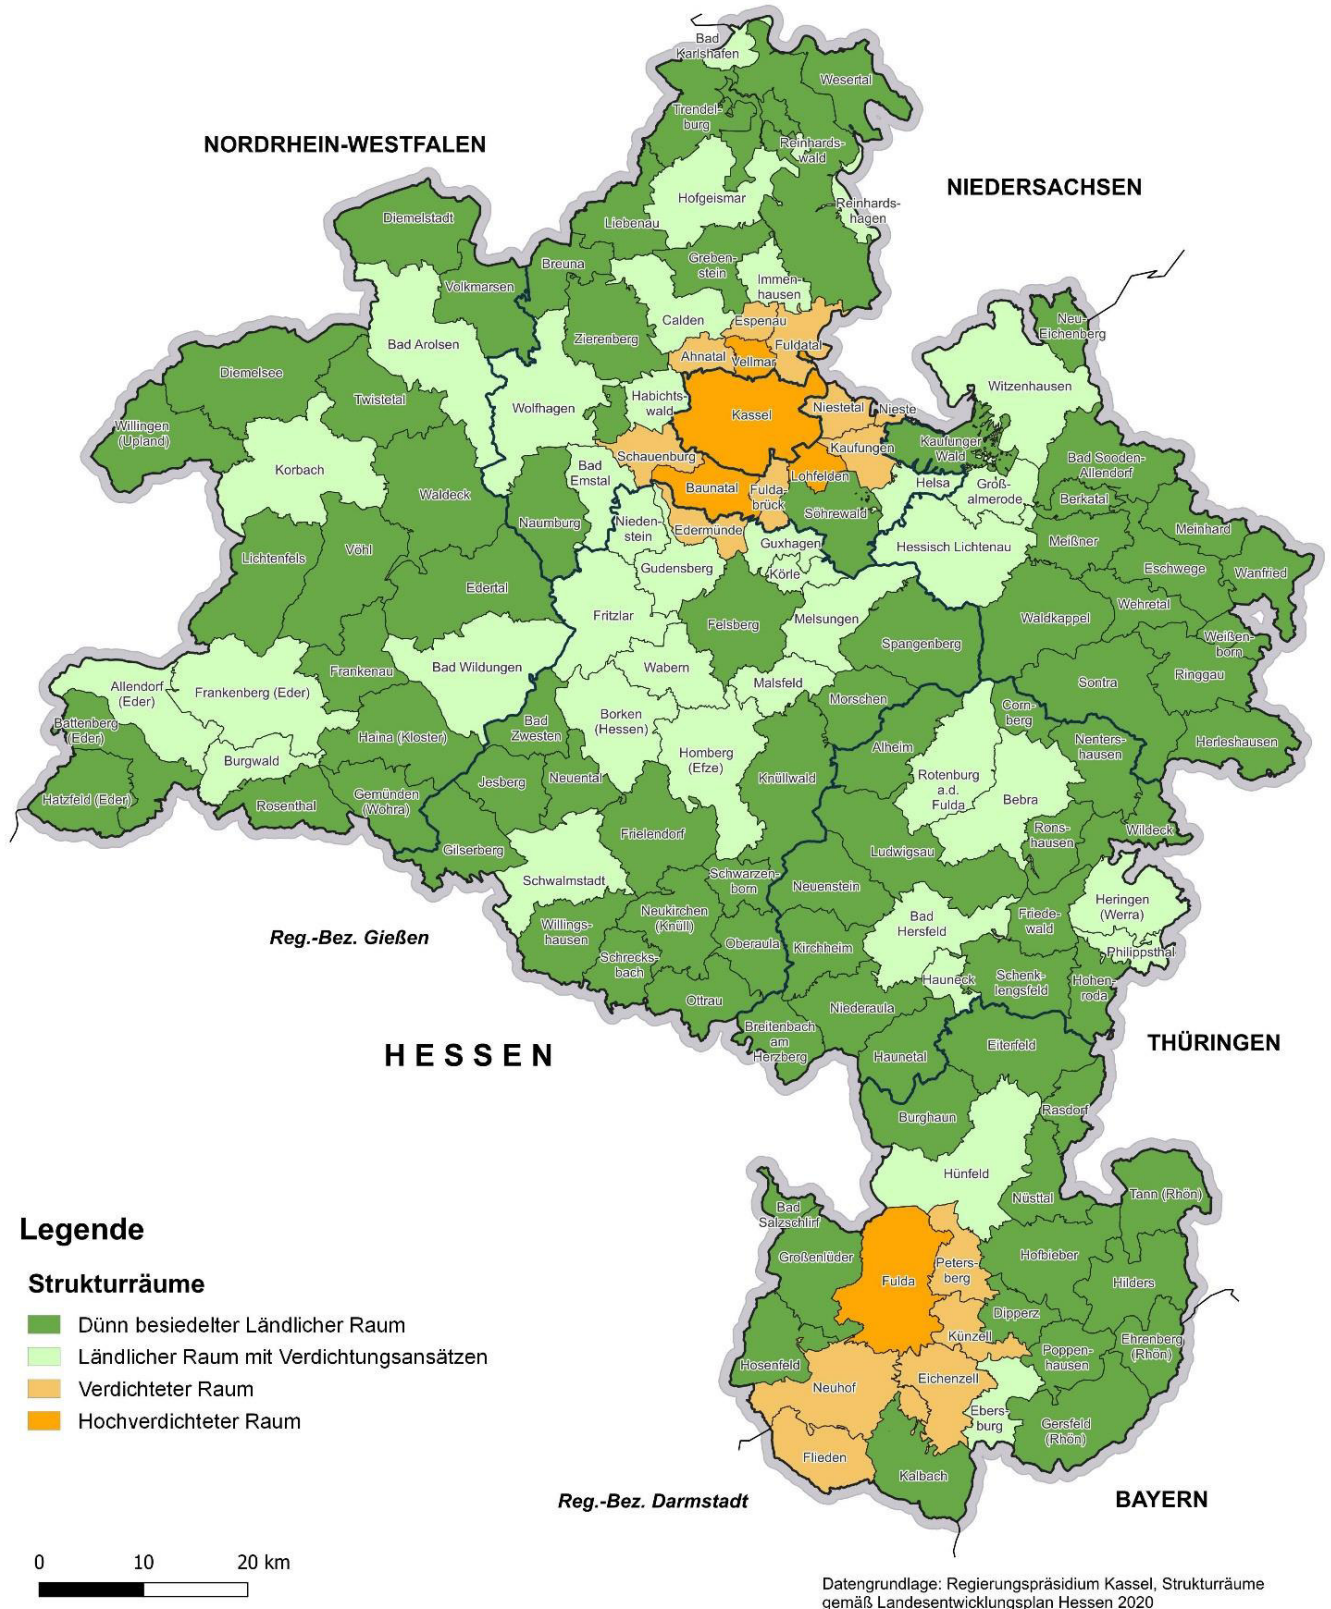 Bad
Karlshafen
Wesertal
Trendel-
burg
NORDRHEIN-WESTFALEN
Reinhards-
wald
NIEDERSACHSEN
Hofgeismar
Reinhards-
hagen
Diemelstadt
Liebenau
Breuna
Greben-
stein
Immen-
hausen
Volkmarsen
Calden
Espenau
Neu-
Eichenberg
Bad Arolsen
Zierenberg
Fuldatal
Ahnatal
Vellmar
Diemelsee
Witzenhausen
Twistetal
Wolfhagen
Habichts-
wald
Kassel
Niestetal
Nieste
Willingen
(Upland)
Kaufungen
Kaufunger
Wald
Schauenburg
Bad Sooden-
Allendorf
Korbach
Bad
Emstal
Lohfelden
Helsa
Groß-
almerode
Waldeck
Baunatal
Fulda-
brück
Berkatal
Naumburg
Söhrewald
Meinhard
Nieden-
stein
Edermünde
Guxhagen
Hessisch Lichtenau
Meißner
Lichtenfels
Vöhl
Gudensberg
Körle
Eschwege
Wanfried
Edertal
Wehretal
Fritzlar
Felsberg
Melsungen
Waldkappel
Spangenberg
Weißen-
born
Bad Wildungen
Wabern
Frankenau
Ringgau
Allendorf
(Eder)
Frankenberg (Eder)
Malsfeld
Sontra
Morschen
Corn-
berg
Battenberg
(Eder)
Bad
Zwesten
Borken
(Hessen)
Haina (Kloster)
Nenters-
hausen
Herleshausen
Burgwald
Homberg
(Efze)
Alheim
Knüllwald
Rotenburg
a.d.
Fulda
Jesberg
Neuental
Bebra
Hatzfeld (Eder)
Rosenthal
Gemünden
(Wohra)
Frielendorf
Rons-
hausen
Wildeck
Gilserberg
Ludwigsau
Schwalmstadt
Schwarzen-
born
Neuenstein
Heringen
(Werra)
Neukirchen
(Knüll)
Bad
Hersfeld
Friede-
wald
Willings-
hausen
Reg.-Bez. Gießen
Oberaula
Kirchheim
Philippsthal
Schrecks-
bach
Hauneck
Schenk-
lengsfeld
Hohen-
roda
Ottrau
Niederaula
Breitenbach
am
Herzberg
THÜRINGEN
HESSEN
Haunetal
Eiterfeld
Burghaun
Rasdorf
Hünfeld
Nüsttal
Tann (Rhön)
Bad
Salzschlirf
Legende
Großenlüder
Hofbieber
Strukturräume
Peters-
berg
Fulda
Hilders
Dünn besiedelter Ländlicher Raum
Dipperz
Künzell
Ehrenberg
(Rhön)
Ländlicher Raum mit Verdichtungsansätzen
Hosenfeld
Poppen-
hausen
Verdichteter Raum
Neuhof
Eichenzell
Hochverdichteter Raum
Ebers-
burg
Gersfeld
(Rhön)
Flieden
Kalbach
Reg.-Bez. Darmstadt
BAYERN
0 10 20 km
Datengrundlage: Regierungspräsidium Kassel, Strukturräume
gemäß Landesentwicklungsplan Hessen 2020